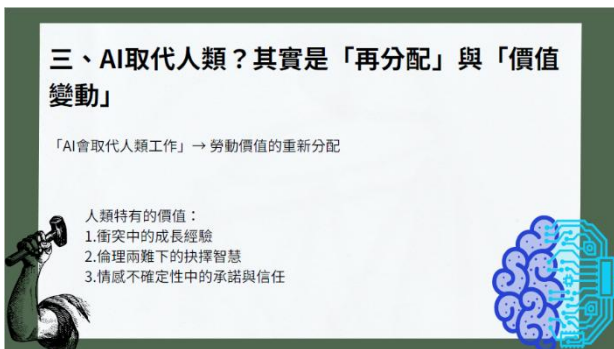 三、AI取代人類？其實是「再分配」與「價值
變動」
「AI會取代人類工作」→ 勞動價值的重新分配
人類特有的價值：
1.衝突中的成長經驗
2.倫理兩難下的抉擇智慧
3.情感不確定性中的承諾與信任